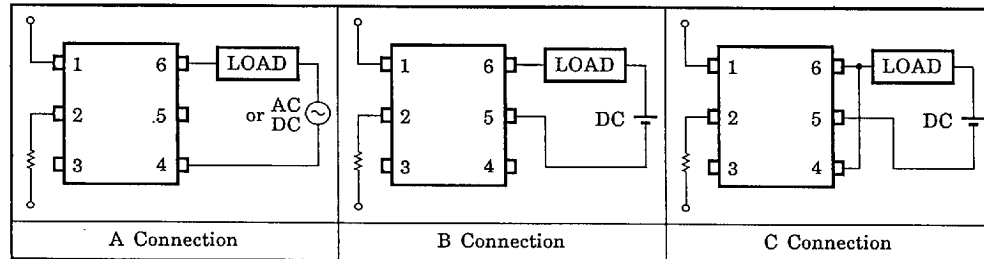 1 6 LOAD
2 .5 or AC DC
3 4
A Connection
1 6 LOAD
2 5 DC
3 4
B Connection
1 6 LOAD
2 5 DC
3 4
C Connection